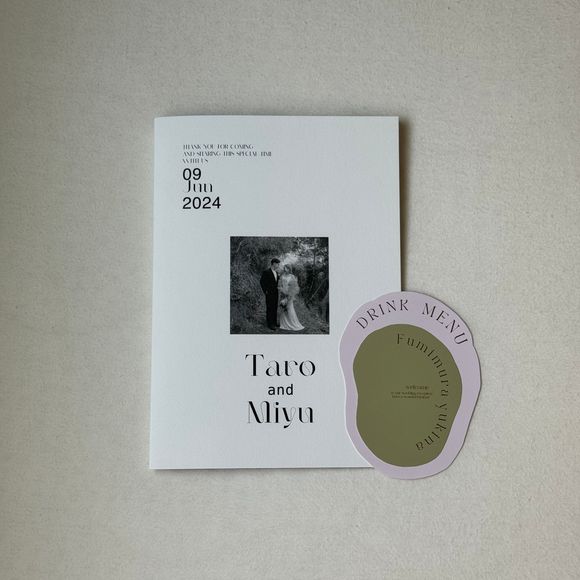 THANK YOU FOR COMING
AND SHARING THIS SPECIAL TIME
WITH US
09
Jun
2024
Taro
and
Miyu
DRINK MENU
Fumimura yukina
welcome